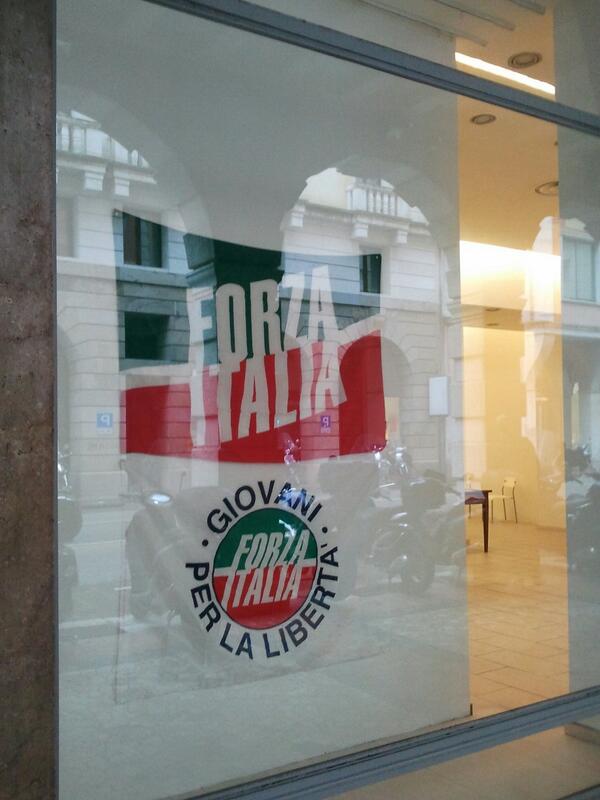 FORZA
ITALIA
• GIOVANI •
PER LA LIBERTA'
FORZA
ITALIA
P